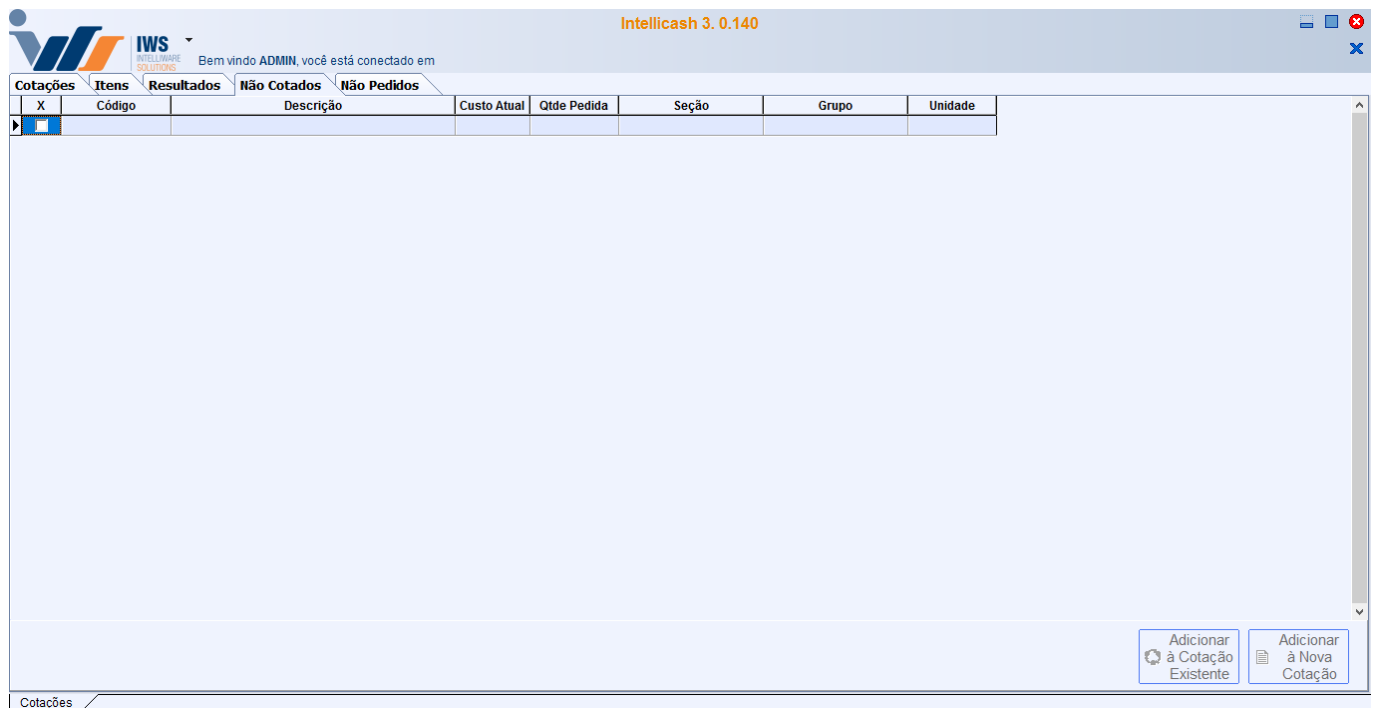 Intellicash 3. 0.140
IWS
INTELLIWARE
SOLUTIONS
Bem vindo ADMIN, você está conectado em
Cotações Itens Resultados Não Cotados Não Pedidos
X Código Descrição Custo Atual Qtde Pedida Seção Grupo Unidade
Adicionar
à Cotação
Existente
Adicionar
à Nova
Cotação
Cotações